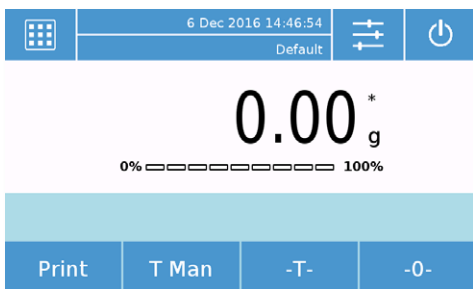 6 Dec 2016 14:46:54
Default
0.00 * g
0% 100%
Print T Man -T- -0-